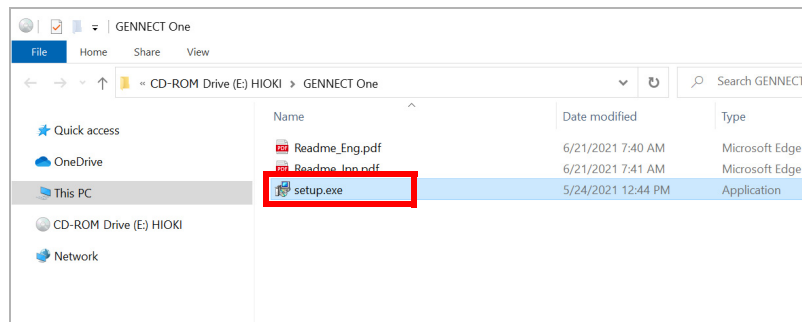 GENNECT One
File Home Share View
« CD-ROM Drive (E:) HIOKI > GENNECT One
Search GENNECT
Name Date modified Type
Quick access
OneDrive
This PC
CD-ROM Drive (E:) HIOKI
Network
Readme_Eng.pdf 6/21/2021 7:40 AM Microsoft Edge
Readme_Jpn.pdf 6/21/2021 7:41 AM Microsoft Edge
setup.exe 5/24/2021 12:44 PM Application